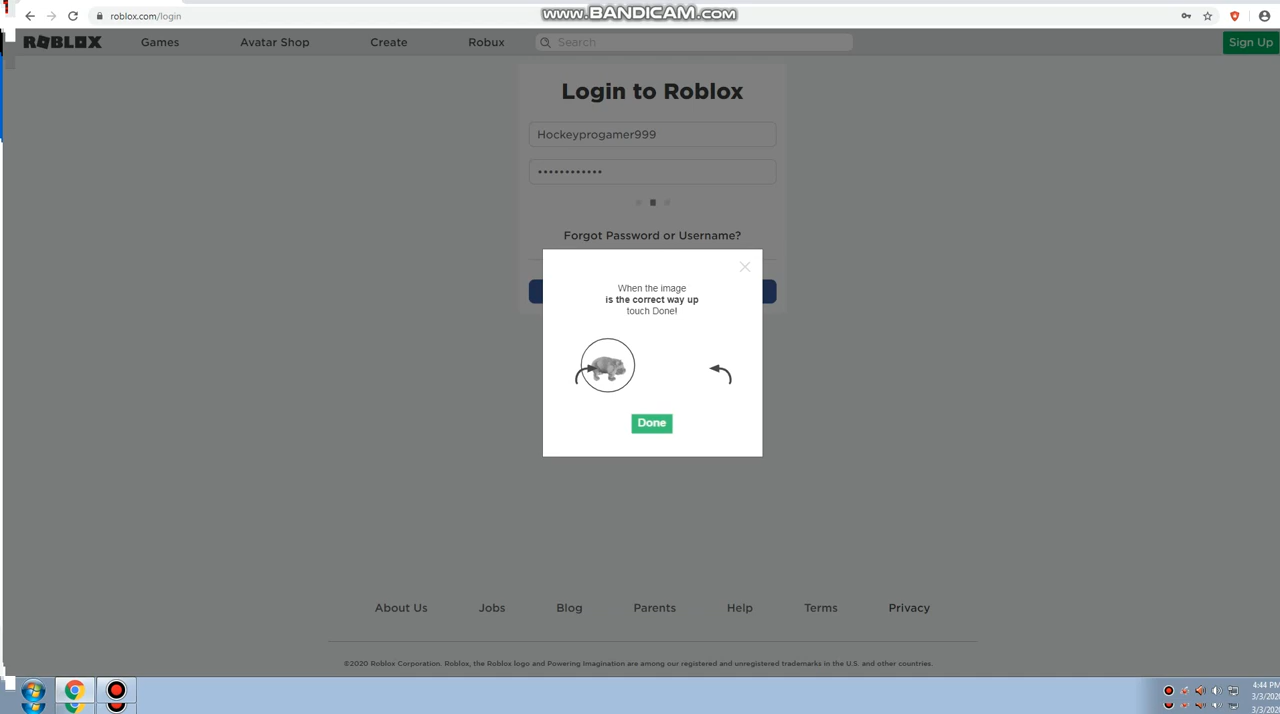 www.BANDICAM.com
roblox.com/login
ROBLOX Games Avatar Shop Create Robux Search Sign Up
Login to Roblox
Hockeyprogamer999
••••••••••••
Forgot Password or Username?
When the image
is the correct way up
touch Done!
Done
About Us Jobs Blog Parents Help Terms Privacy
©2020 Roblox Corporation. Roblox, the Roblox logo and Powering Imagination are among our registered and unregistered trademarks in the U.S. and other countries.
4:44 PM